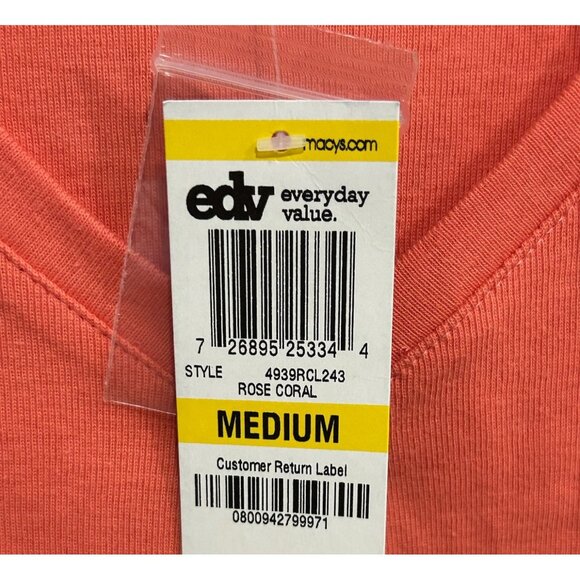 macys.com
edv everyday
value.
7 26895 25334 4
STYLE 4939RCL243
ROSE CORAL
MEDIUM
Customer Return Label
0800942799971